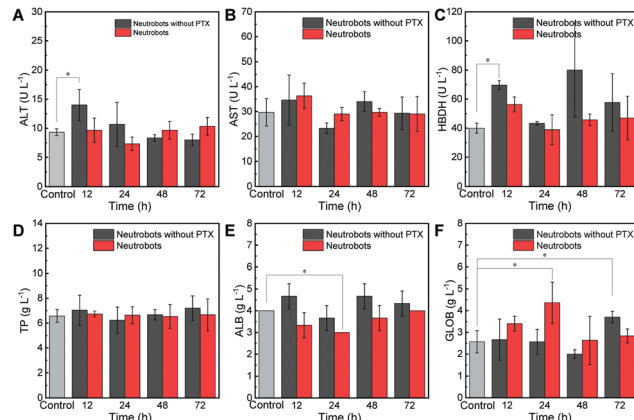 A
Neutrobots without PTX
Neutrobots
ALT (U L⁻¹)
30
25
20
15
10
5
0
*
Control 12 24 48 72
Time (h)
B
Neutrobots without PTX
Neutrobots
AST (U L⁻¹)
70
60
50
40
30
20
10
0
Control 12 24 48 72
Time (h)
C
Neutrobots without PTX
Neutrobots
HBDH (U L⁻¹)
120
100
80
60
40
20
0
*
Control 12 24 48 72
Time (h)
D
Neutrobots without PTX
Neutrobots
TP (g L⁻¹)
14
12
10
8
6
4
2
0
Control 12 24 48 72
Time (h)
E
Neutrobots without PTX
Neutrobots
ALB (g L⁻¹)
8
7
6
5
4
3
2
1
0
*
Control 12 24 48 72
Time (h)
F
Neutrobots without PTX
Neutrobots
GLOB (g L⁻¹)
8
7
6
5
4
3
2
1
0
*
*
Control 12 24 48 72
Time (h)